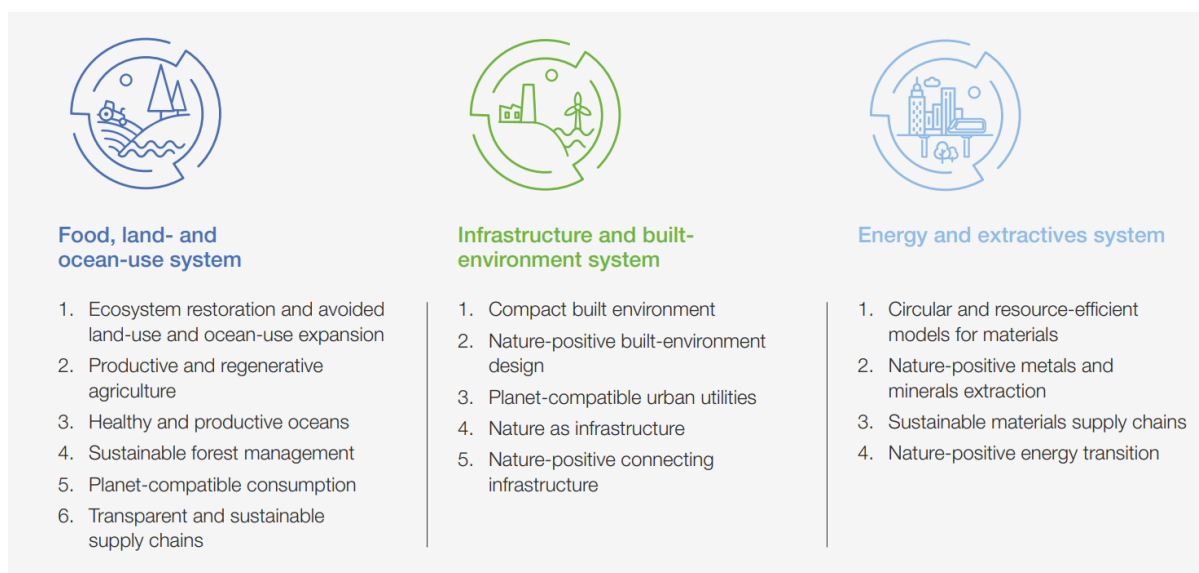 Food, land- and
ocean-use system
1. Ecosystem restoration and avoided
land-use and ocean-use expansion
2. Productive and regenerative
agriculture
3. Healthy and productive oceans
4. Sustainable forest management
5. Planet-compatible consumption
6. Transparent and sustainable
supply chains
Infrastructure and built-
environment system
1. Compact built environment
2. Nature-positive built-environment
design
3. Planet-compatible urban utilities
4. Nature as infrastructure
5. Nature-positive connecting
infrastructure
Energy and extractives system
1. Circular and resource-efficient
models for materials
2. Nature-positive metals and
minerals extraction
3. Sustainable materials supply chains
4. Nature-positive energy transition